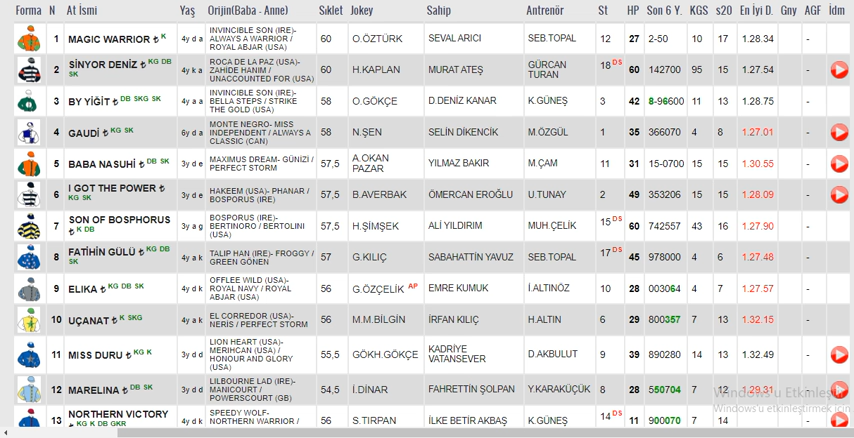 Forma N At İsmi Yaş Orijin(Baba - Anne) Sıklet Jokey Sahip Antrenör St HP Son 6 Y. KGS s20 En İyi D. Gny AGF İdm
1 MAGIC WARRIOR ₺ K 4y d a INVINCIBLE SON (IRE)- ALWAYS A WARRIOR / ROYAL ABJAR (USA) 60 O.ÖZTÜRK SEVAL ARICI SEB.TOPAL 12 27 2-50 10 17 1.28.34 -
2 SİNYOR DENİZ ₺ KG DB SK 4y k a ROCA DE LA PAZ (USA)- ZAHIDE HANIM / UNACCOUNTED FOR (USA) 60 H.KAPLAN MURAT ATEŞ GÜRCAN TURAN 18 DS 60 142700 95 15 1.27.54 -
3 BY YİĞİT ₺ DB SKG SK 4y a a INVINCIBLE SON (IRE)- BELLA STEPS / STRIKE THE GOLD (USA) 58 O.GÖKÇE D.DENİZ KANAR K.GÜNEŞ 3 42 8-96600 11 13 1.28.75 -
4 GAUDİ ₺ KG SK 6y d a MONTE NEGRO- MISS INDEPENDENT / ALWAYS A CLASSIC (CAN) 58 N.ŞEN SELİN DİKENCİK M.ÖZGÜL 1 35 366070 4 8 1.27.01 -
5 BABA NASUHİ ₺ DB SK 3y d e MAXIMUS DREAM- GÜNİZİ / PERFECT STORM 57,5 A.OKAN PAZAR YILMAZ BAKIR M.ÇAM 11 31 15-0700 15 15 1.30.55 -
6 I GOT THE POWER ₺ KG SK 3y d e HAKEEM (USA)- PHANAR / BOSPORUS (IRE) 57,5 B.AVERBAK ÖMERCAN EROĞLU U.TUNAY 2 49 353206 15 15 1.28.09 -
7 SON OF BOSPHORUS ₺ K DB 3y a g BOSPORUS (IRE)- BERTINORO / BERTOLINI (USA) 57,5 H.ŞİMŞEK ALİ YILDIRIM MUH.ÇELİK 15 DS 60 742557 43 16 1.27.90 -
8 FATİHİN GÜLÜ ₺ KG DB SK 4y a k TALIP HAN (IRE)- FROGGY / GREEN GÖNEN 57 G.KILIÇ SABAHATTİN YAVUZ SEB.TOPAL 17 DS 45 978000 4 6 1.27.48 -
9 ELIKA ₺ KG DB SK 4y d k OFFLEE WILD (USA)- ROYAL NAVY / ROYAL ABJAR (USA) 56 G.ÖZÇELİK AP EMRE KUMUK İ.ALTINÖZ 10 28 003064 4 7 1.27.57 -
10 UÇANAT ₺ K SKG 4y a k EL CORREDOR (USA)- NERİS / PERFECT STORM 56 M.M.BİLGİN İRFAN KILIÇ H.ALTIN 6 29 800357 7 13 1.32.15 -
11 MISS DURU ₺ KG K 3y d d LION HEART (USA)- MERIHCAN (USA) / HONOUR AND GLORY (USA) 55,5 GÖKH.GÖKÇE KADRİYE VATANSEVER D.AKBULUT 9 39 890280 14 13 1.32.49 -
12 MARELINA ₺ DB SK 3y d d LILBOURNE LAD (IRE)- MANICOURT / POWERSCOURT (GB) 54,5 İ.DİNAR FAHRETTİN ŞOLPAN Y.KARAKÜÇÜK 8 28 550704 7 12 1.29.31 -
13 NORTHERN VICTORY ₺ KG K DB GKR 4y d k SPEEDY WOLF- NORTHERN WARRIOR / S.TIRPAN İLKE BETİR AKBAŞ K.GÜNEŞ 14 DS 11 900070 7 14 -
Windows'u Etkinleştir
Windows'u etkinleştirmek için